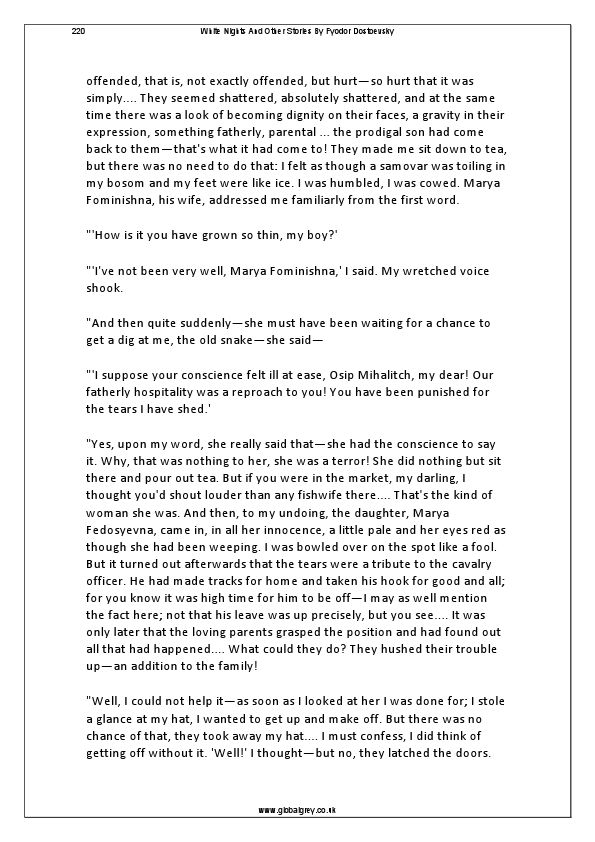 220 White Nights And Other Stories By Fyodor Dostoevsky
offended, that is, not exactly offended, but hurt—so hurt that it was
simply.... They seemed shattered, absolutely shattered, and at the same
time there was a look of becoming dignity on their faces, a gravity in their
expression, something fatherly, parental ... the prodigal son had come
back to them—that's what it had come to! They made me sit down to tea,
but there was no need to do that: I felt as though a samovar was toiling in
my bosom and my feet were like ice. I was humbled, I was cowed. Marya
Fominishna, his wife, addressed me familiarly from the first word.
"'How is it you have grown so thin, my boy?'
"'I've not been very well, Marya Fominishna,' I said. My wretched voice
shook.
"And then quite suddenly—she must have been waiting for a chance to
get a dig at me, the old snake—she said—
"'I suppose your conscience felt ill at ease, Osip Mihalitch, my dear! Our
fatherly hospitality was a reproach to you! You have been punished for
the tears I have shed.'
"Yes, upon my word, she really said that—she had the conscience to say
it. Why, that was nothing to her, she was a terror! She did nothing but sit
there and pour out tea. But if you were in the market, my darling, I
thought you'd shout louder than any fishwife there.... That's the kind of
woman she was. And then, to my undoing, the daughter, Marya
Fedosyevna, came in, in all her innocence, a little pale and her eyes red as
though she had been weeping. I was bowled over on the spot like a fool.
But it turned out afterwards that the tears were a tribute to the cavalry
officer. He had made tracks for home and taken his hook for good and all;
for you know it was high time for him to be off—I may as well mention
the fact here; not that his leave was up precisely, but you see.... It was
only later that the loving parents grasped the position and had found out
all that had happened.... What could they do? They hushed their trouble
up—an addition to the family!
"Well, I could not help it—as soon as I looked at her I was done for; I stole
a glance at my hat, I wanted to get up and make off. But there was no
chance of that, they took away my hat.... I must confess, I did think of
getting off without it. 'Well!' I thought—but no, they latched the doors.
www.globalgrey.co.uk